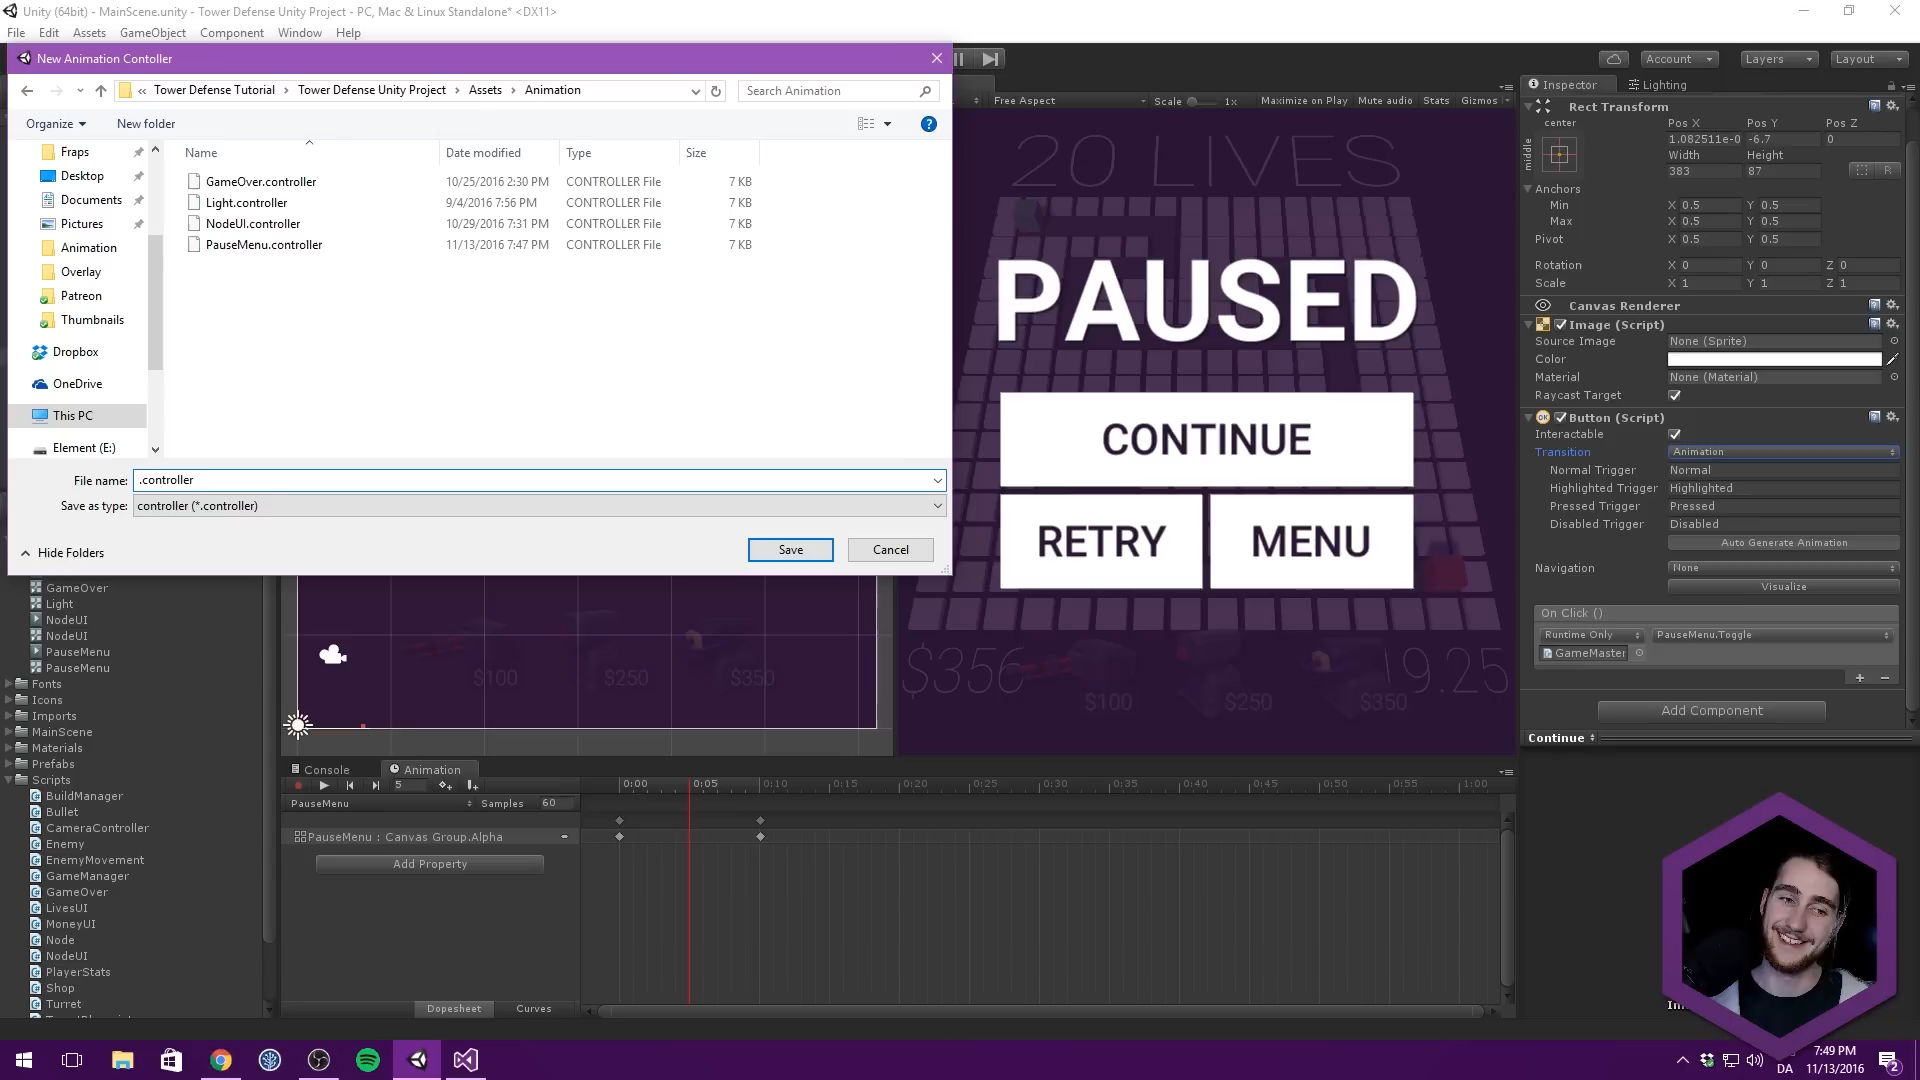 Unity (64bit) - MainScene.unity - Tower Defense Unity Project - PC, Mac & Linux Standalone* <DX11>
File Edit Assets GameObject Component Window Help
New Animation Contoller
Account Layers Layout
« Tower Defense Tutorial > Tower Defense Unity Project > Assets > Animation
Search Animation
Organize New folder
Name Date modified Type Size
GameOver.controller 10/25/2016 2:30 PM CONTROLLER File 7 KB
Light.controller 9/4/2016 7:56 PM CONTROLLER File 7 KB
NodeUI.controller 10/29/2016 7:31 PM CONTROLLER File 7 KB
PauseMenu.controller 11/13/2016 7:47 PM CONTROLLER File 7 KB
Fraps
Desktop
Documents
Pictures
Animation
Overlay
Patreon
Thumbnails
Dropbox
OneDrive
This PC
Element (E:)
File name: .controller
Save as type: controller (*.controller)
Hide Folders
Save Cancel
Free Aspect Scale 1x Maximize on Play Mute audio Stats Gizmos
20 LIVES
PAUSED
CONTINUE
RETRY MENU
$356 19.25
$100 $250 $350
$100 $250 $350
Inspector Lighting
Rect Transform
center Pos X Pos Y Pos Z
middle 1.082511e-0 -6.7 0
Width Height
383 87 R
Anchors
Min X 0.5 Y 0.5
Max X 0.5 Y 0.5
Pivot X 0.5 Y 0.5
Rotation X 0 Y 0 Z 0
Scale X 1 Y 1 Z 1
Canvas Renderer
Image (Script)
Source Image None (Sprite)
Color
Material None (Material)
Raycast Target
Button (Script)
Interactable
Transition Animation
Normal Trigger Normal
Highlighted Trigger Highlighted
Pressed Trigger Pressed
Disabled Trigger Disabled
Auto Generate Animation
Navigation None
Visualize
On Click ()
Runtime Only PauseMenu.Toggle
GameMaster
Add Component
Continue
GameOver
Light
NodeUI
NodeUI
PauseMenu
PauseMenu
Fonts
Icons
Imports
MainScene
Materials
Prefabs
Scripts
BuildManager
Bullet
CameraController
Enemy
EnemyMovement
GameManager
GameOver
LivesUI
MoneyUI
Node
NodeUI
PlayerStats
Shop
Turret
Console Animation
5 0:00 0:05 0:10 0:15 0:20 0:25 0:30 0:35 0:40 0:45 0:50 0:55 1:00
PauseMenu Samples 60
PauseMenu : Canvas Group.Alpha
Add Property
Dopesheet Curves
7:49 PM
DA 11/13/2016 2